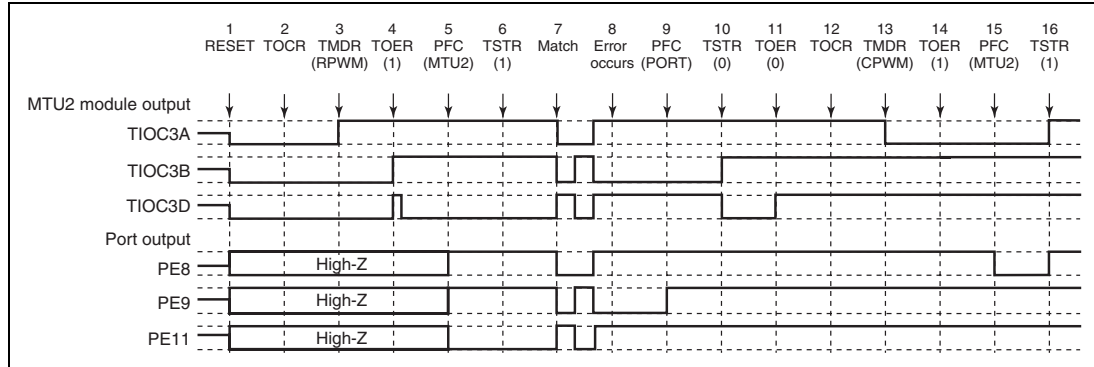 1 2 3 4 5 6 7 8 9 10 11 12 13 14 15 16
RESET TOCR TMDR TOER PFC TSTR Match Error PFC TSTR TOER TOCR TMDR TOER PFC TSTR
(RPWM) (1) (MTU2) (1) occurs (PORT) (0) (0) (CPWM) (1) (MTU2) (1)
MTU2 module output
TIOC3A
TIOC3B
TIOC3D
Port output
PE8 High-Z
PE9 High-Z
PE11 High-Z